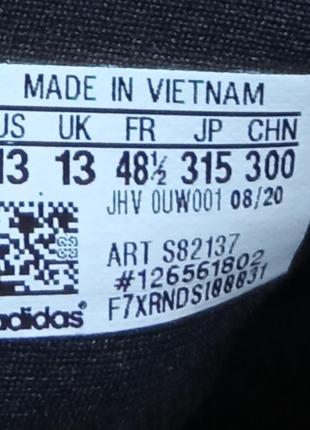 MADE IN VIETNAM
US UK FR JP CHN
13 13 48½ 315 300
JHV 0UW001 08/20
ART S82137
#126561802
F7XRNDS188831
adidas